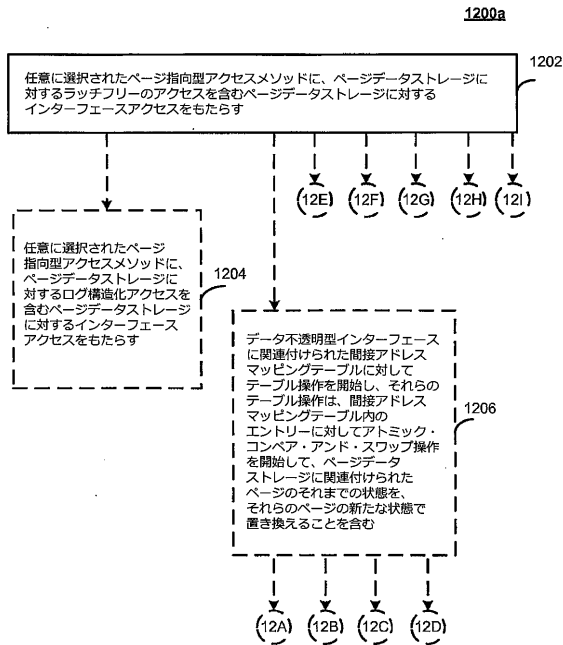 1200a
任意に選択されたページ指向型アクセスメソッドに、ページデータストレージに
対するラッチフリーのアクセスを含むページデータストレージに対する
インターフェースアクセスをもたらす
1202
12E 12F 12G 12H 12I
任意に選択されたページ
指向型アクセスメソッドに、
ページデータストレージに
対するログ構造化アクセスを
含むページデータストレージ
に対するインターフェース
アクセスをもたらす
1204
データ不透明型インターフェース
に関連付けられた間接アドレス
マッピングテーブルに対して
テーブル操作を開始し、それらの
テーブル操作は、間接アドレス
マッピングテーブル内の
エントリーに対してアトミック・
コンペア・アンド・スワップ操作
を開始して、ページデータ
ストレージに関連付けられた
ページのそれまでの状態を、
それらのページの新たな状態で
置き換えることを含む
1206
12A 12B 12C 12D